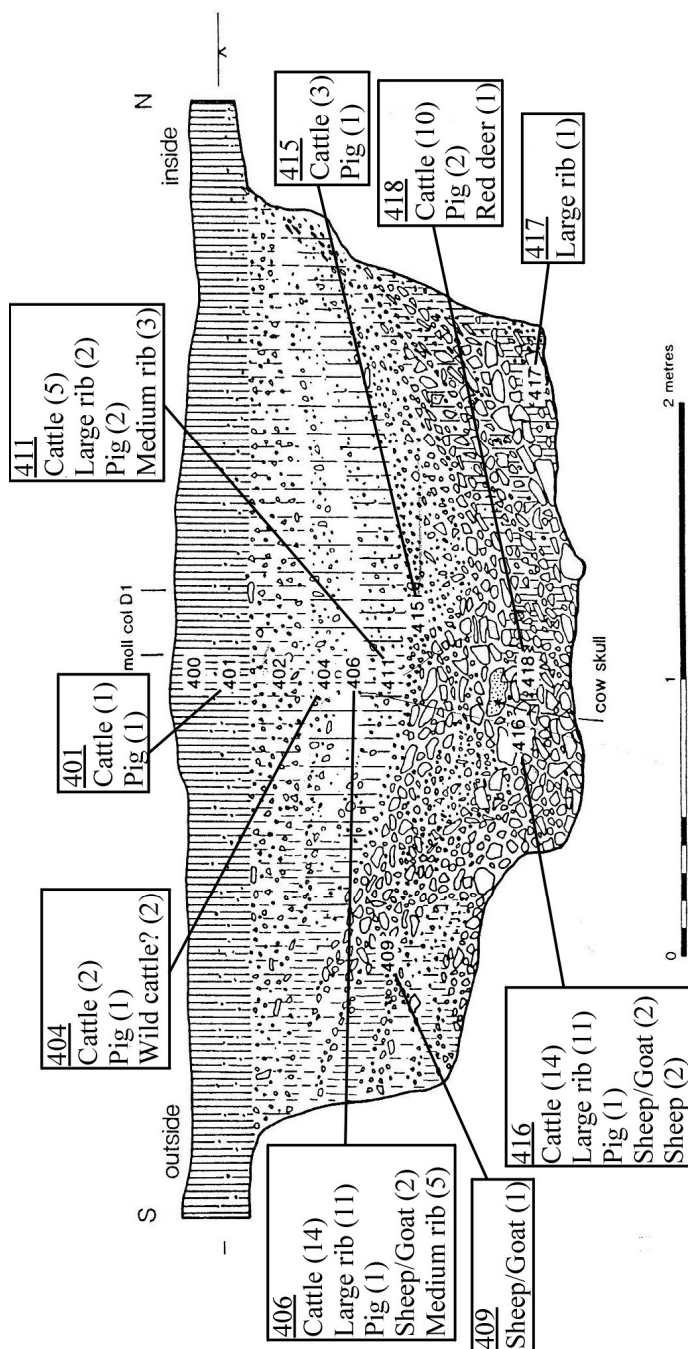 S
outside
N
inside
411
Cattle (5)
Large rib (2)
Pig (2)
Medium rib (3)
401
Cattle (1)
Pig (1)
404
Cattle (2)
Pig (1)
Wild cattle? (2)
moll col D1
400
401
402
404
406
411
415
409
416
418
417
415
Cattle (3)
Pig (1)
418
Cattle (10)
Pig (2)
Red deer (1)
417
Large rib (1)
406
Cattle (14)
Large rib (11)
Pig (1)
Sheep/Goat (2)
Medium rib (5)
409
Sheep/Goat (1)
416
Cattle (14)
Large rib (11)
Pig (1)
Sheep/Goat (2)
Sheep (2)
cow skull
0
1
2 metres